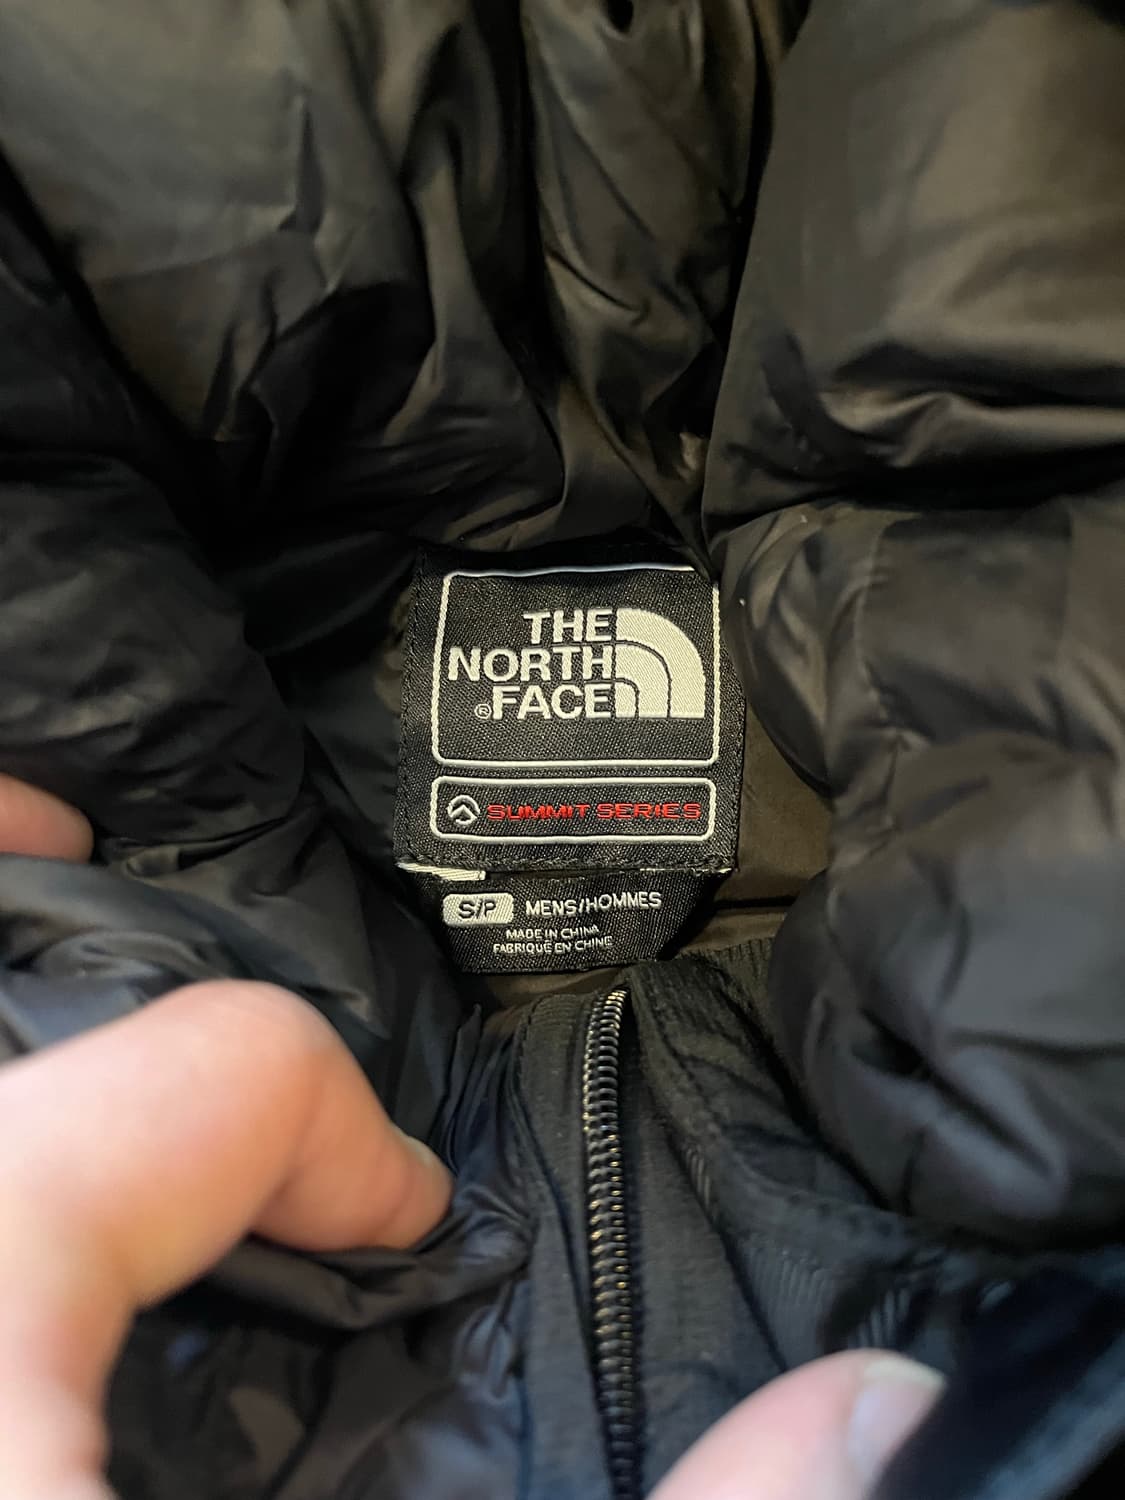 THE
NORTH
®FACE
SUMMIT SERIES
S/P MENS/HOMMES
MADE IN CHINA
FABRIQUE EN CHINE